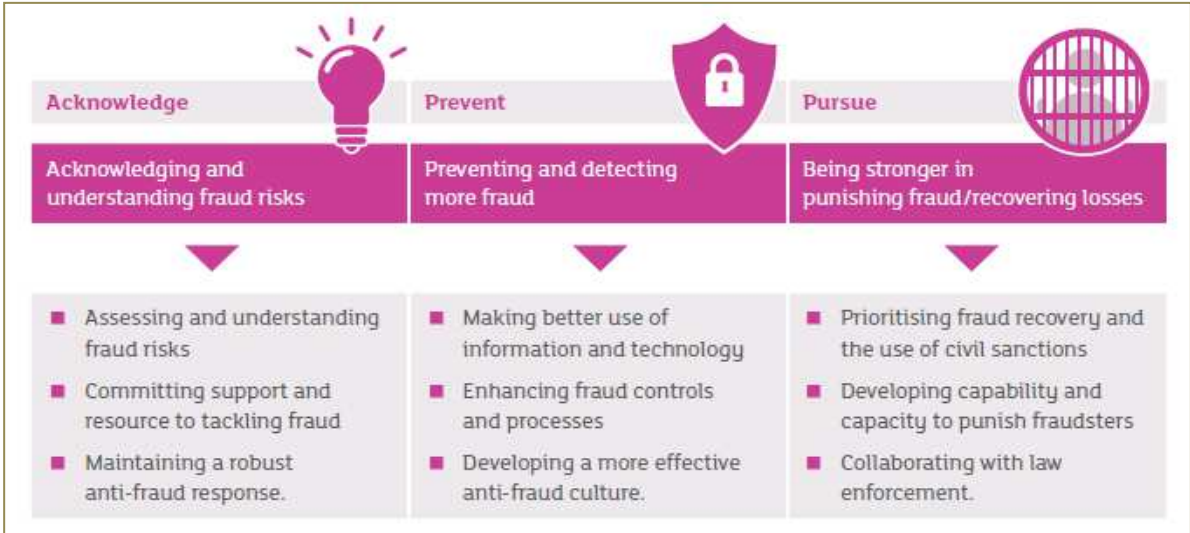 Acknowledge
Acknowledging and
understanding fraud risks
■ Assessing and understanding
fraud risks
■ Committing support and
resource to tackling fraud
■ Maintaining a robust
anti-fraud response.
Prevent
Preventing and detecting
more fraud
■ Making better use of
information and technology
■ Enhancing fraud controls
and processes
■ Developing a more effective
anti-fraud culture.
Pursue
Being stronger in
punishing fraud/recovering losses
■ Prioritising fraud recovery and
the use of civil sanctions
■ Developing capability and
capacity to punish fraudsters
■ Collaborating with law
enforcement.